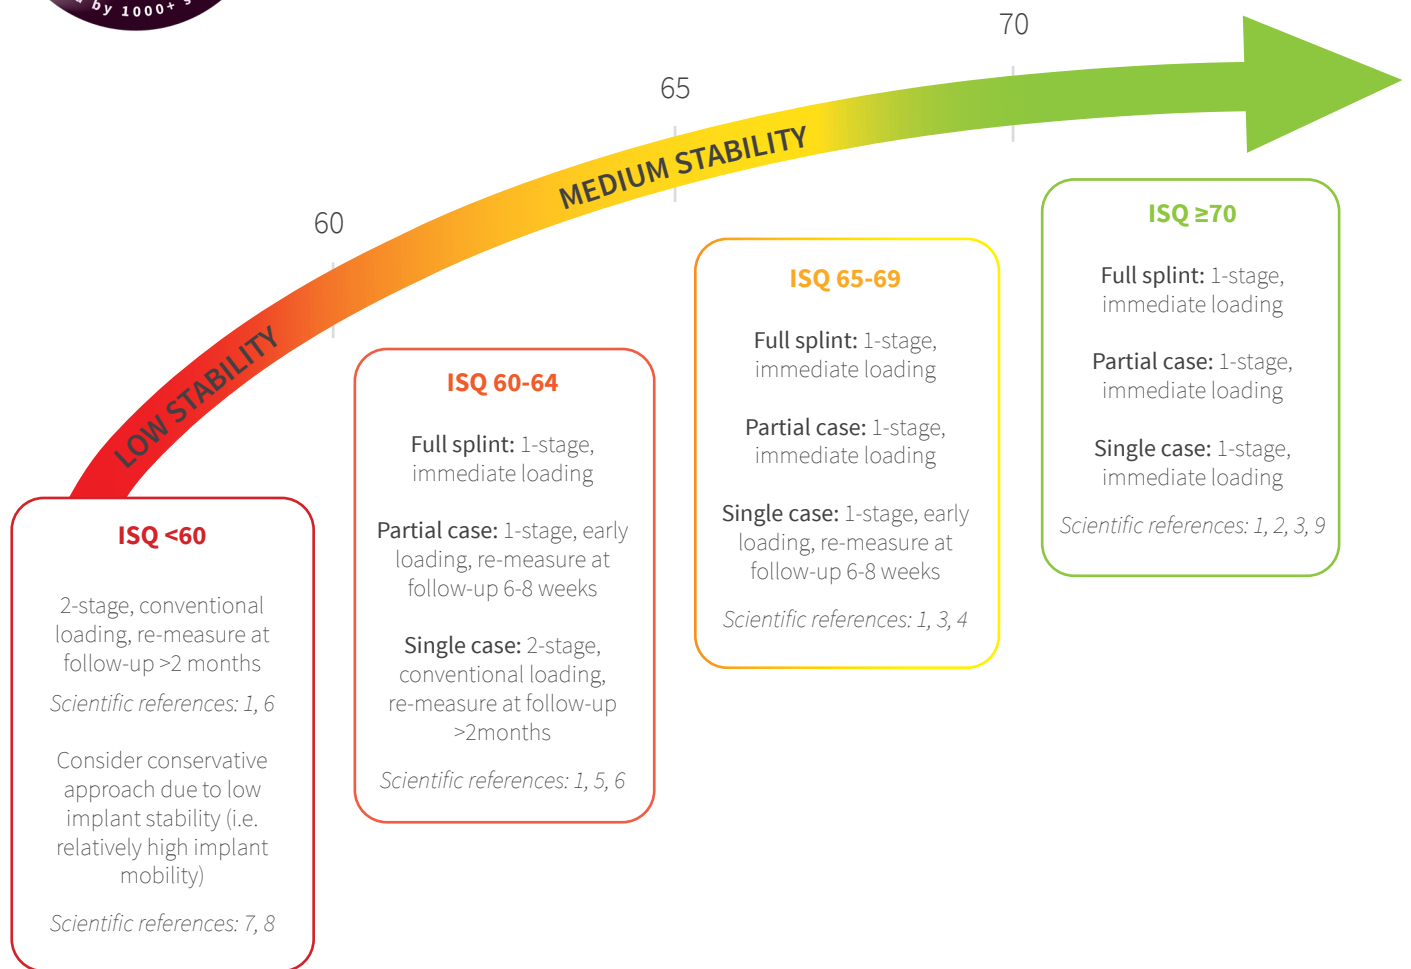 by 1000+
70
65
60
MEDIUM STABILITY
LOW STABILITY
ISQ <60
2-stage, conventional
loading, re-measure at
follow-up >2 months
Scientific references: 1, 6
Consider conservative
approach due to low
implant stability (i.e.
relatively high implant
mobility)
Scientific references: 7, 8
ISQ 60-64
Full splint: 1-stage,
immediate loading
Partial case: 1-stage, early
loading, re-measure at
follow-up 6-8 weeks
Single case: 2-stage,
conventional loading,
re-measure at follow-up
>2months
Scientific references: 1, 5, 6
ISQ 65-69
Full splint: 1-stage,
immediate loading
Partial case: 1-stage,
immediate loading
Single case: 1-stage, early
loading, re-measure at
follow-up 6-8 weeks
Scientific references: 1, 3, 4
ISQ ≥70
Full splint: 1-stage,
immediate loading
Partial case: 1-stage,
immediate loading
Single case: 1-stage,
immediate loading
Scientific references: 1, 2, 3, 9